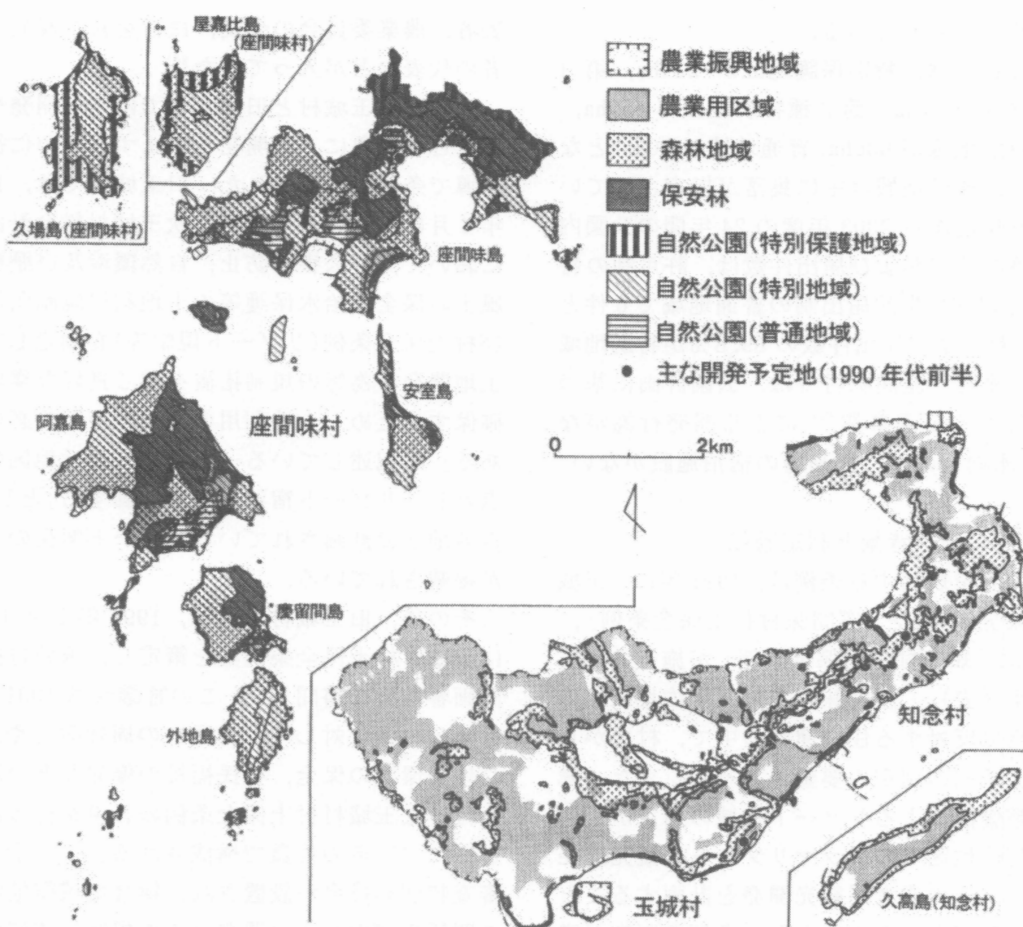 屋嘉比島
(座間味村)
久場島(座間味村)
座間味島
安室島
阿嘉島
座間味村
慶留間島
外地島
農業振興地域
農業用区域
森林地域
保安林
自然公園(特別保護地域)
自然公園(特別地域)
自然公園(普通地域)
主な開発予定地(1990年代前半)
0 2km
知念村
玉城村
久高島(知念村)